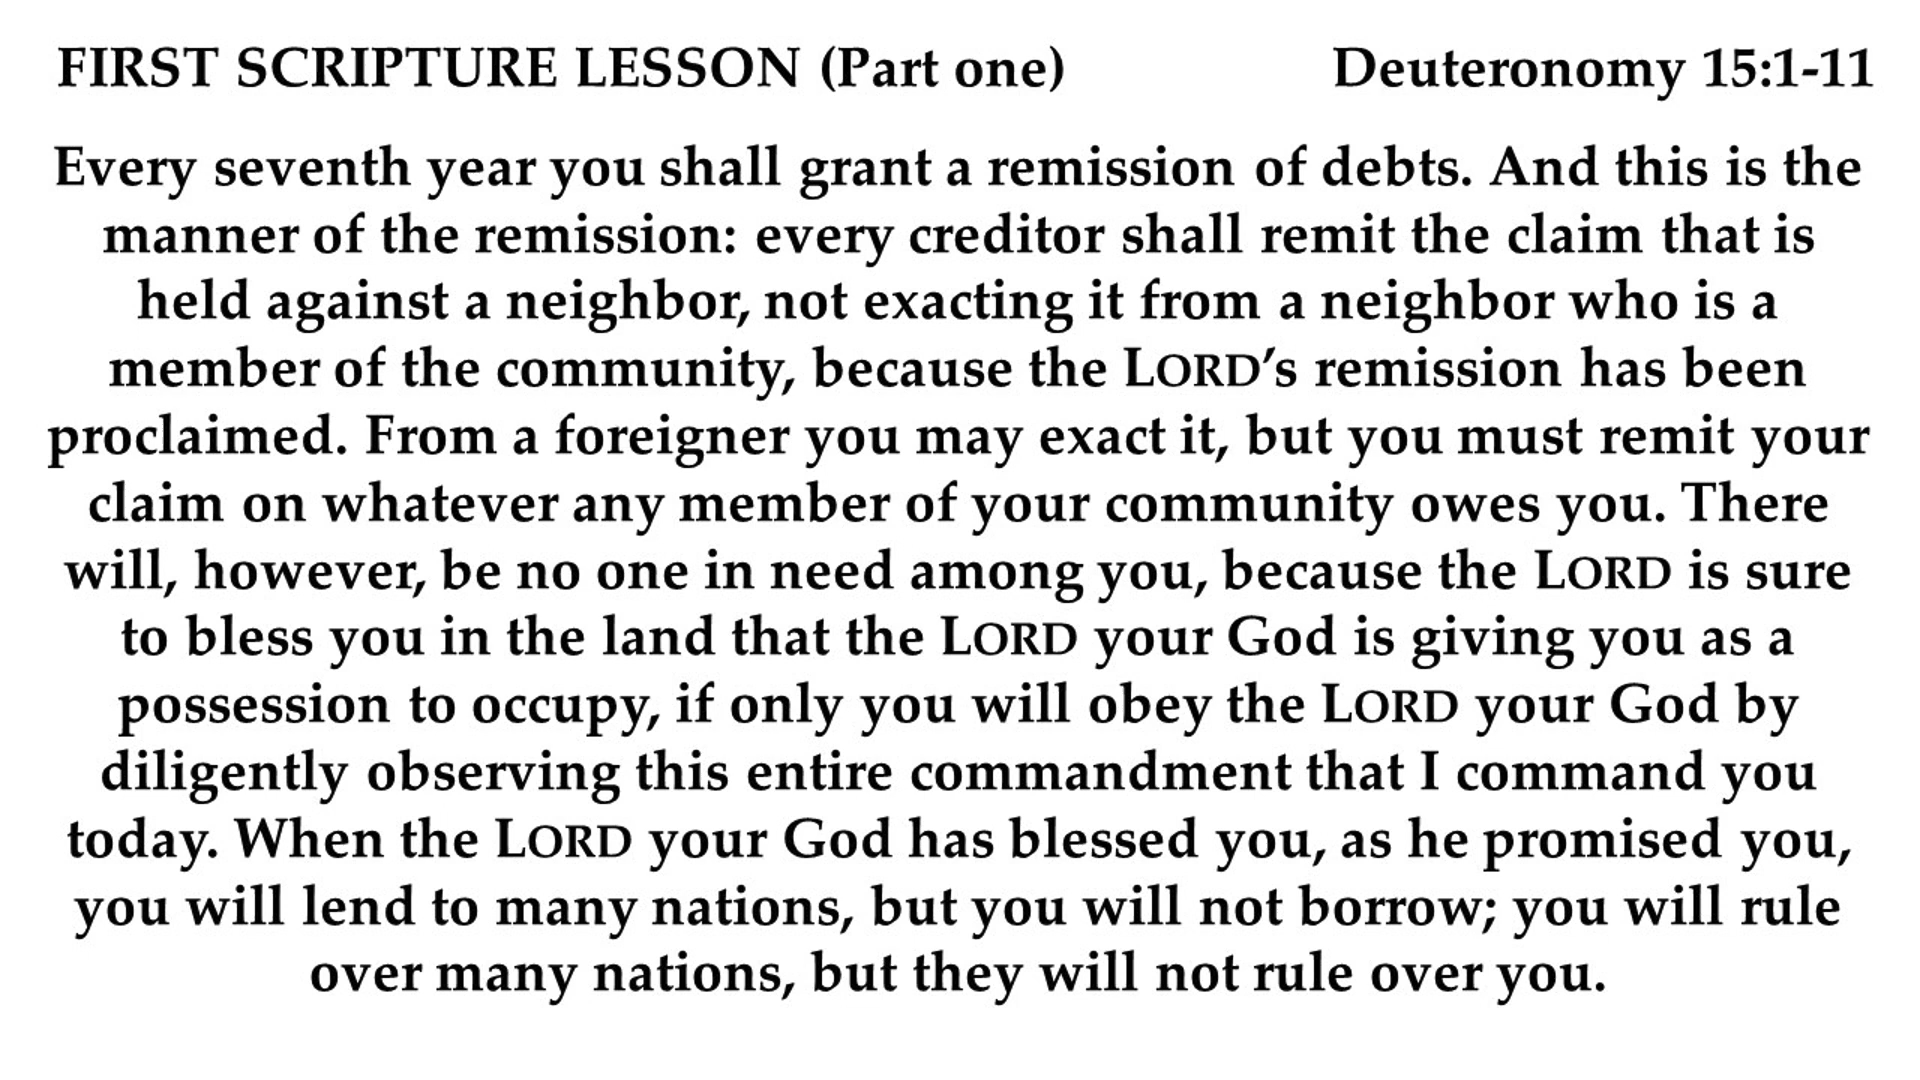 FIRST SCRIPTURE LESSON (Part one) Deuteronomy 15:1-11
Every seventh year you shall grant a remission of debts. And this is the
manner of the remission: every creditor shall remit the claim that is
held against a neighbor, not exacting it from a neighbor who is a
member of the community, because the LORD’s remission has been
proclaimed. From a foreigner you may exact it, but you must remit your
claim on whatever any member of your community owes you. There
will, however, be no one in need among you, because the LORD is sure
to bless you in the land that the LORD your God is giving you as a
possession to occupy, if only you will obey the LORD your God by
diligently observing this entire commandment that I command you
today. When the LORD your God has blessed you, as he promised you,
you will lend to many nations, but you will not borrow; you will rule
over many nations, but they will not rule over you.